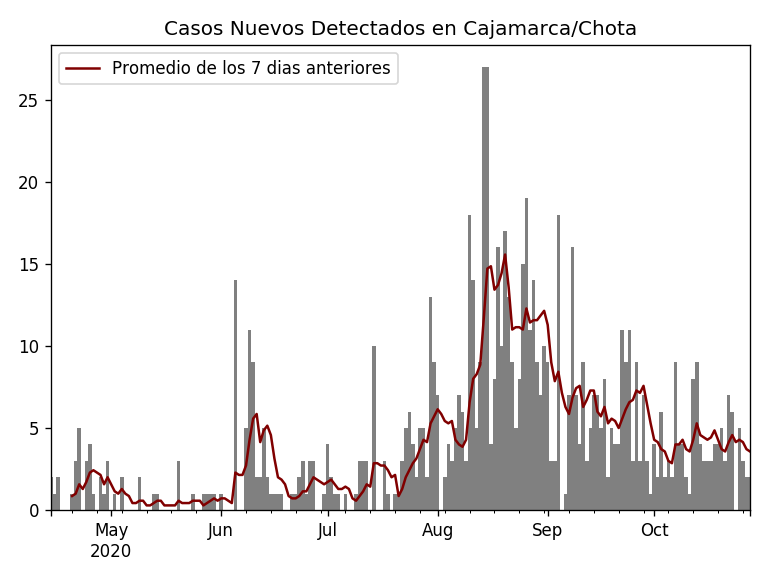 Casos Nuevos Detectados en Cajamarca/Chota
Promedio de los 7 dias anteriores
25
20
15
10
5
0
May Jun Jul Aug Sep Oct
2020